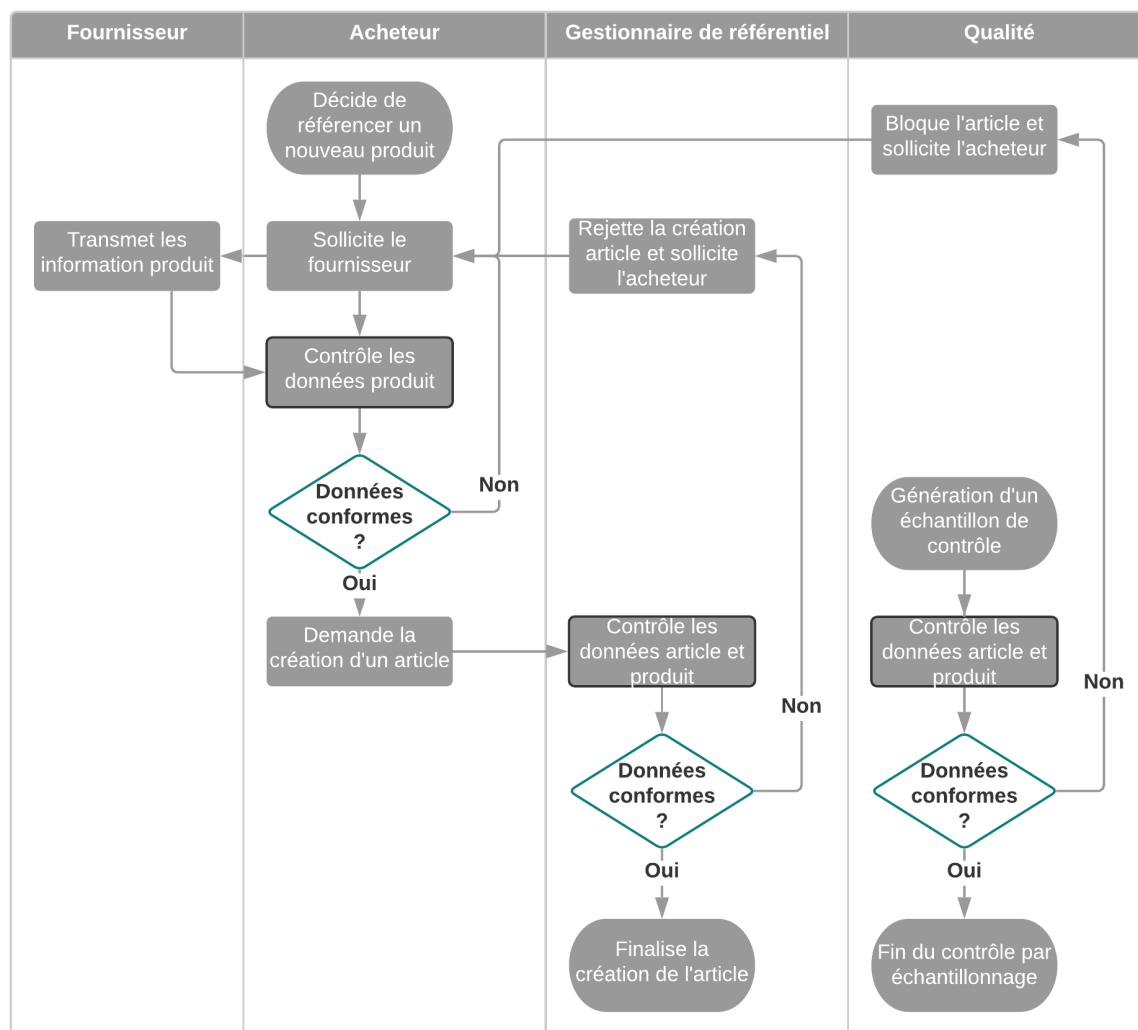 Fournisseur
Acheteur
Gestionnaire de référentiel
Qualité
Décide de
référencer un
nouveau produit
Bloque l'article et
sollicite l'acheteur
Transmet les
information produit
Sollicite le
fournisseur
Rejette la création
article et sollicite
l'acheteur
Contrôle les
données produit
Données
conformes
?
Non
Oui
Génération d'un
échantillon de
contrôle
Demande la
création d'un article
Contrôle les
données article et
produit
Contrôle les
données article et
produit
Non
Non
Données
conformes
?
Données
conformes
?
Oui
Oui
Finalise la
création de l'article
Fin du contrôle par
échantillonnage